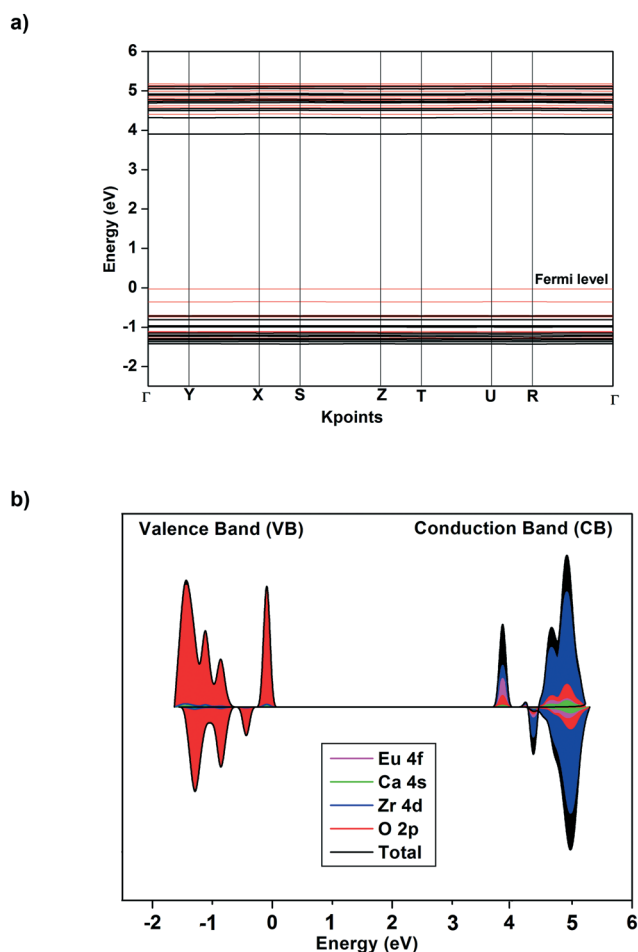 a)
6
5
4
3
2
1
0
-1
-2
Energy (eV)
Fermi level
Γ Y X S Z T U R Γ
Kpoints
b)
Valence Band (VB) Conduction Band (CB)
Eu 4f
Ca 4s
Zr 4d
O 2p
Total
-2 -1 0 1 2 3 4 5 6
Energy (eV)